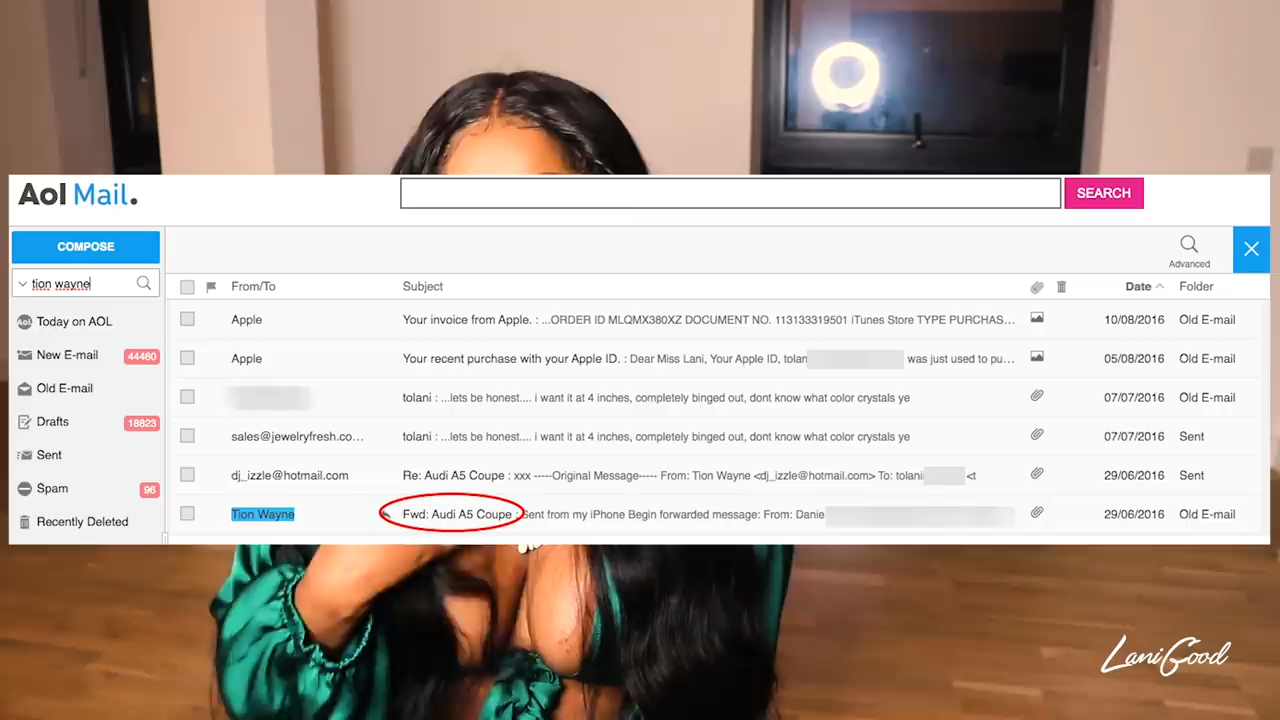 Aol Mail.
SEARCH
COMPOSE
tion wayne
Advanced
From/To Subject Date Folder
Today on AOL
New E-mail 44460
Old E-mail
Drafts 18823
Sent
Spam 96
Recently Deleted
Apple Your invoice from Apple. : ...ORDER ID MLQMX380XZ DOCUMENT NO. 113133319501 iTunes Store TYPE PURCHAS... 10/08/2016 Old E-mail
Apple Your recent purchase with your Apple ID. : Dear Miss Lani, Your Apple ID, tolan was just used to pu... 05/08/2016 Old E-mail
tolani : ...lets be honest.... i want it at 4 inches, completely binged out, dont know what color crystals ye 07/07/2016 Old E-mail
sales@jewelryfresh.co... tolani : ...lets be honest.... i want it at 4 inches, completely binged out, dont know what color crystals ye 07/07/2016 Sent
dj_izzle@hotmail.com Re: Audi A5 Coupe : xxx -----Original Message----- From: Tion Wayne <dj_izzle@hotmail.com> To: tolani <t 29/06/2016 Sent
Tion Wayne Fwd: Audi A5 Coupe : Sent from my iPhone Begin forwarded message: From: Danie 29/06/2016 Old E-mail
LaniGood